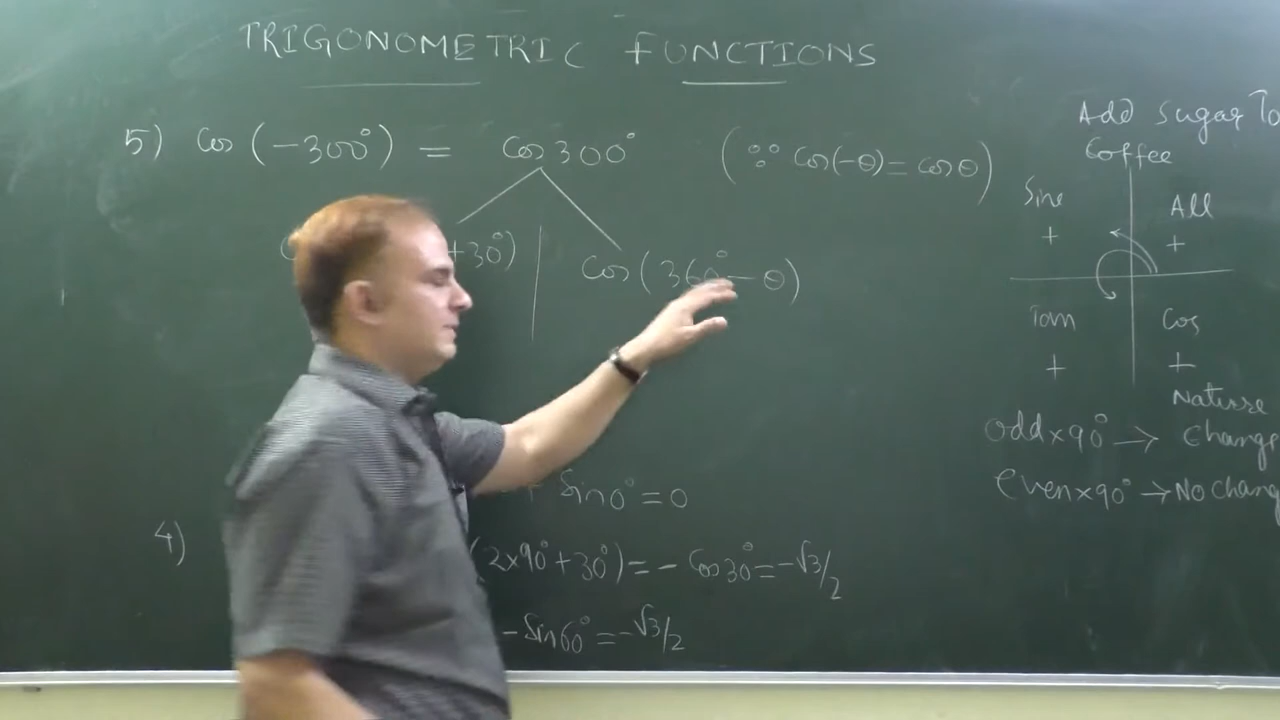 TRIGONOMETRIC FUNCTIONS
5) Cos (-300°) = Cos 300° (∵ Cos(-θ) = cos θ)
+30°) Cos (360° - θ)
Sin 0° = 0
4) (2×90° + 30°) = - Cos 30° = -√3/2
- Sin 60° = -√3/2
Add Sugar To
Coffee
Sine All
+ +
Tan Cos
+ +
Nature
Odd×90° → Change
Even×90° → No Chang